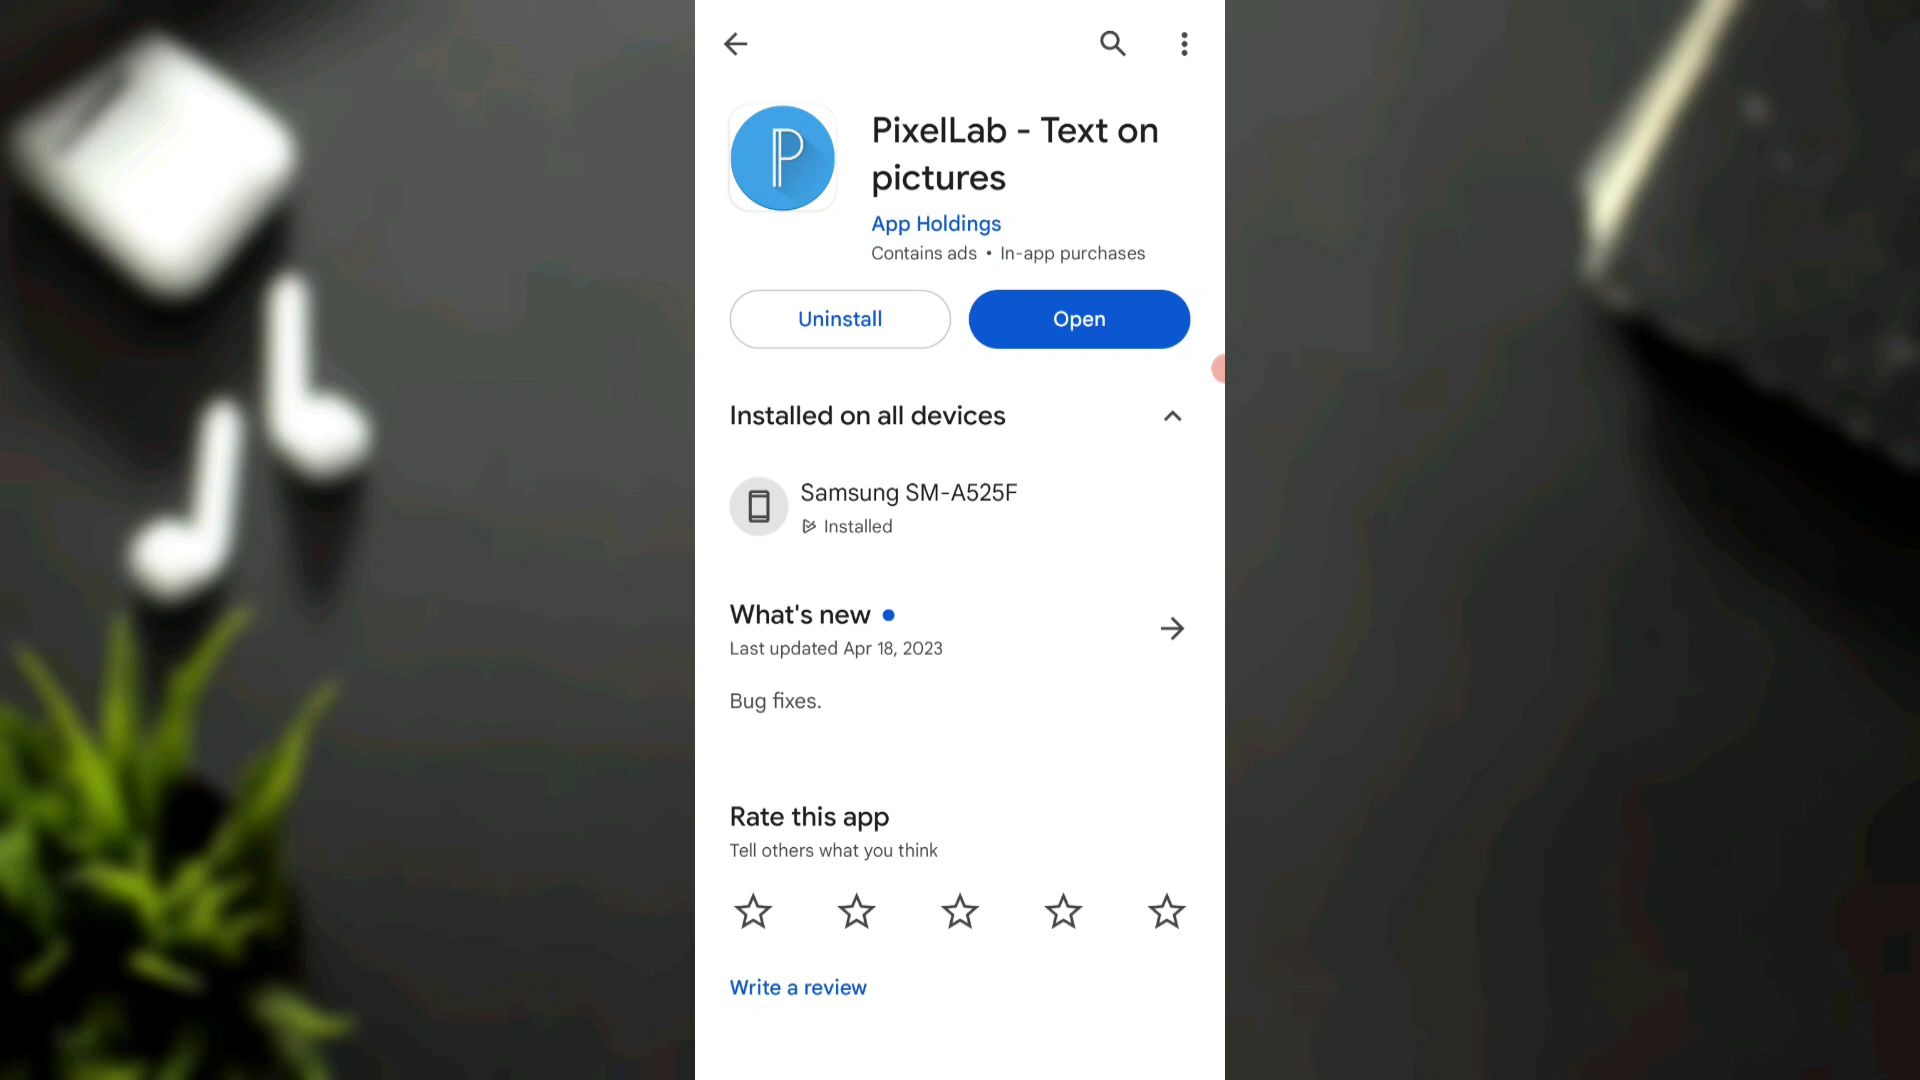 PixelLab - Text on
pictures
App Holdings
Contains ads • In-app purchases
Uninstall
Open
Installed on all devices
Samsung SM-A525F
Installed
What's new
Last updated Apr 18, 2023
Bug fixes.
Rate this app
Tell others what you think
Write a review